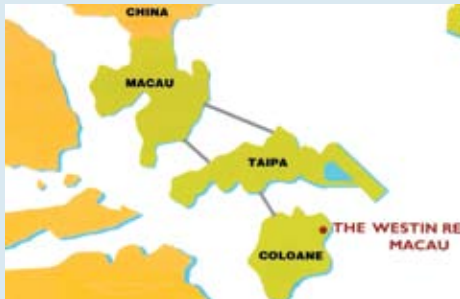 CHINA
MACAU
TAIPA
COLOANE
THE WESTIN RE
MACAU